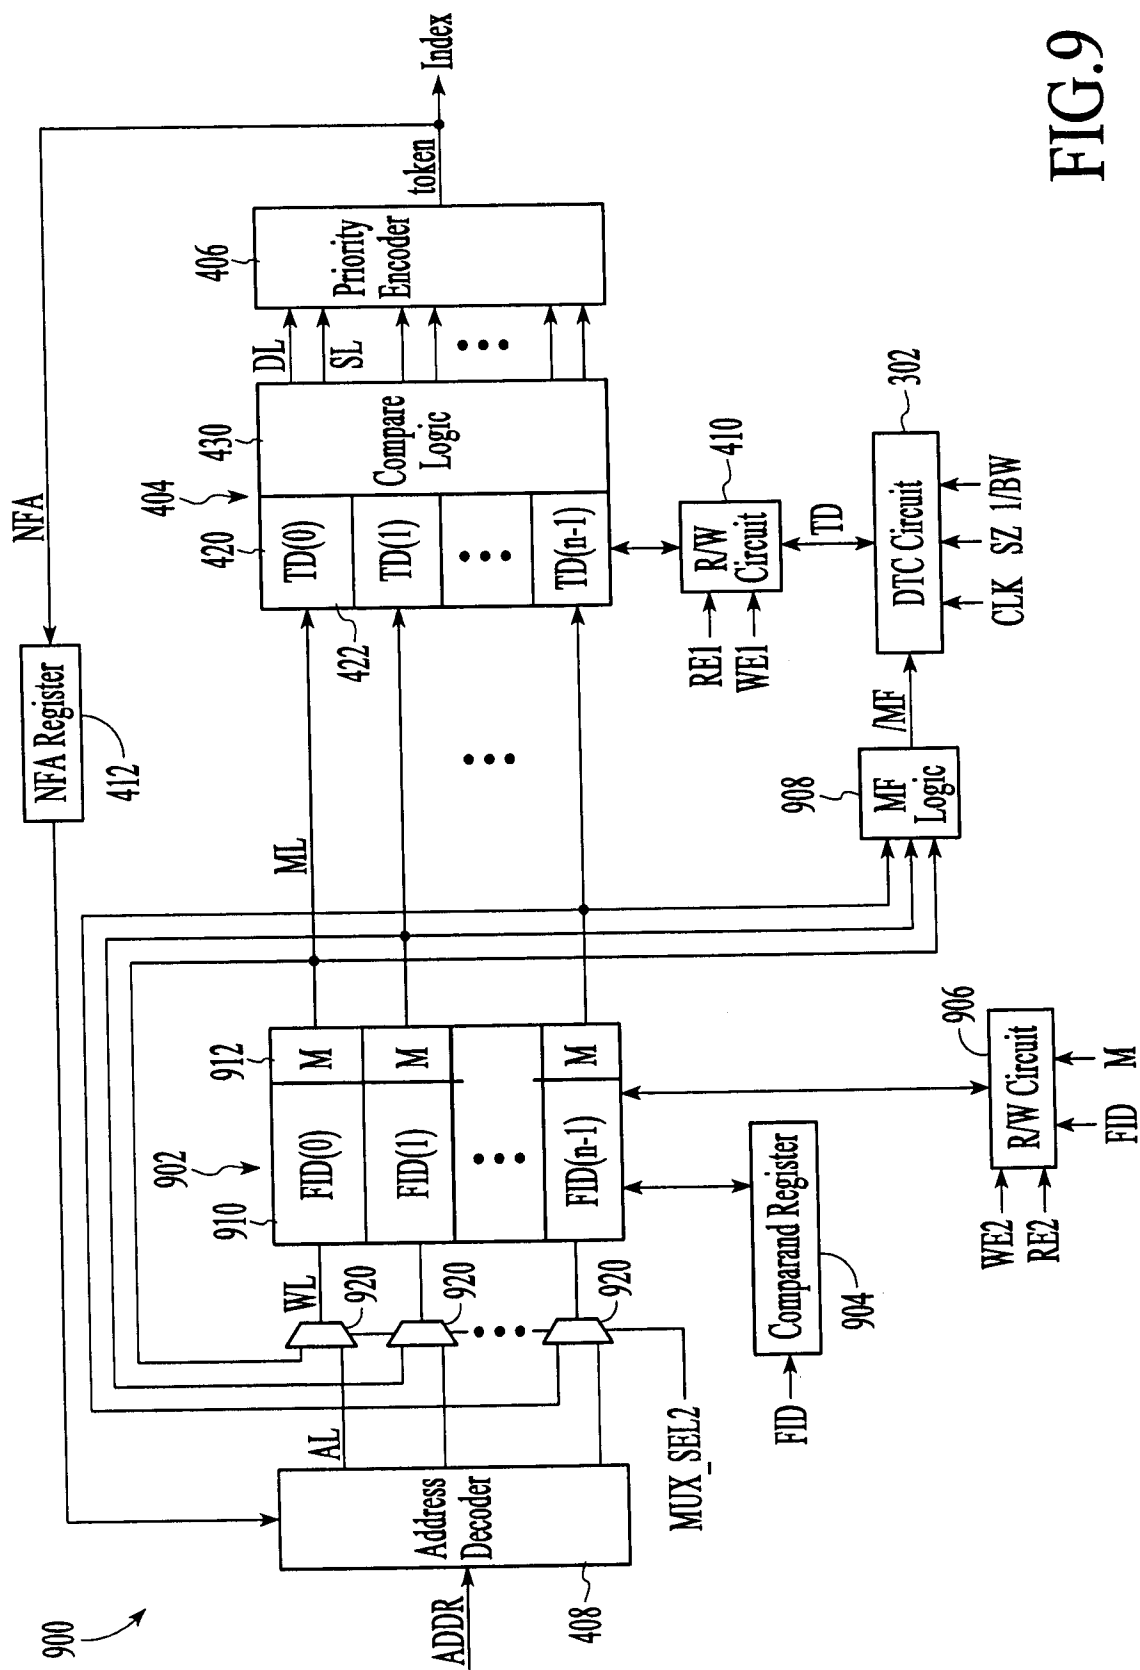 900
NFA
NFA Register
412
ADDR
408
Address
Decoder
AL
WL
920
920
920
MUX_SEL2
902
910
912
FID(0)
M
FID(1)
M
FID(n-1)
M
ML
404
420
430
422
TD(0)
TD(1)
TD(n-1)
Compare
Logic
DL
SL
406
Priority
Encoder
token
Index
FID
Comparand Register
904
906
R/W Circuit
WE2
RE2
FID
M
908
MF
Logic
/MF
410
R/W
Circuit
RE1
WE1
TD
302
DTC Circuit
CLK
SZ
1/BW
FIG.9